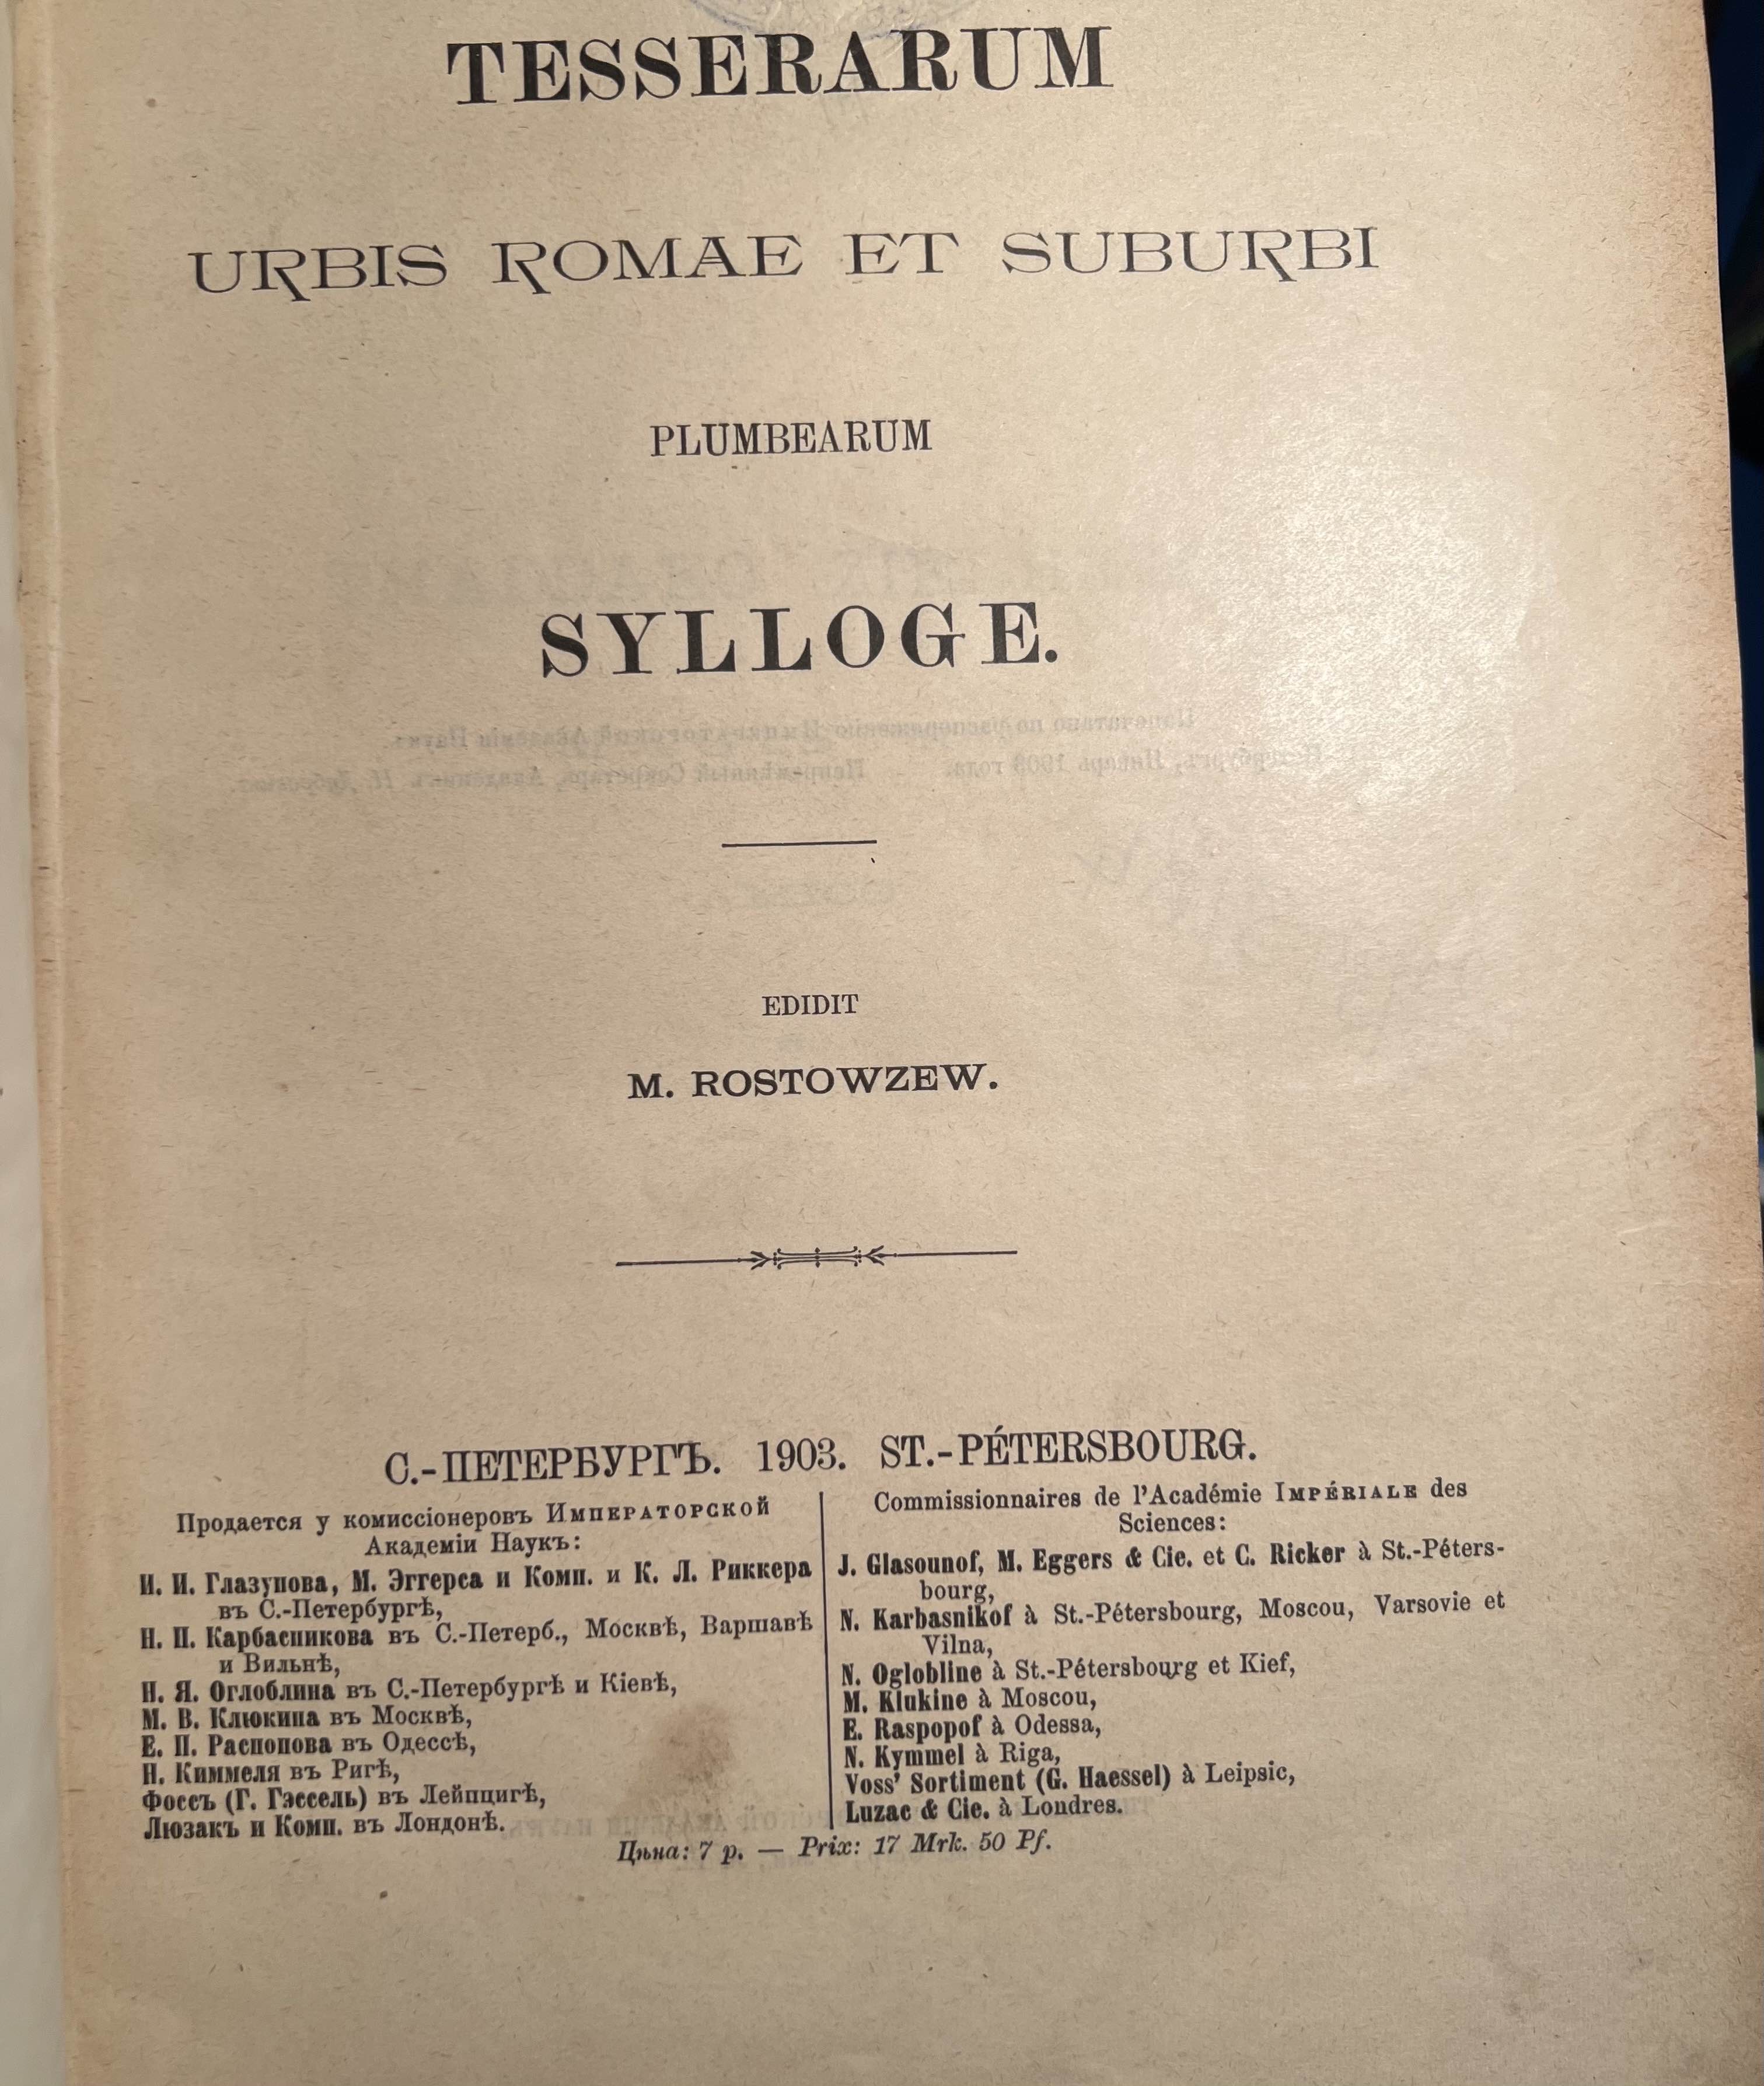 TESSERARUM
URBIS ROMAE ET SUBURBI
PLUMBEARUM
SYLLOGE.
EDIDIT
M. ROSTOWZEW.
С.-ПЕТЕРБУРГЪ. 1903. ST.-PÉTERSBOURG.
Продается у комиссіонеровъ Императорской
Академіи Наукъ:
И. И. Глазунова, М. Эггерса и Комп. и К. Л. Риккера
въ С.-Петербургѣ,
Н. П. Карбасникова въ С.-Петерб., Москвѣ, Варшавѣ
и Вильнѣ,
Н. Я. Оглоблина въ С.-Петербургѣ и Кіевѣ,
М. В. Клюкина въ Москвѣ,
Е. П. Распопова въ Одессѣ,
Н. Киммеля въ Ригѣ,
Фоссъ (Г. Гэссель) въ Лейпцигѣ,
Люзакъ и Комп. въ Лондонѣ.
Commissionnaires de l'Académie Impériale des
Sciences:
J. Glasounof, M. Eggers & Cie. et C. Ricker à St.-Péters-
bourg,
N. Karbasnikof à St.-Pétersbourg, Moscou, Varsovie et
Vilna,
N. Oglobline à St.-Pétersbourg et Kief,
M. Klukine à Moscou,
E. Raspopof à Odessa,
N. Kymmel à Riga,
Voss' Sortiment (G. Haessel) à Leipsic,
Luzac & Cie. à Londres.
Цѣна: 7 р. — Prix: 17 Mrk. 50 Pf.